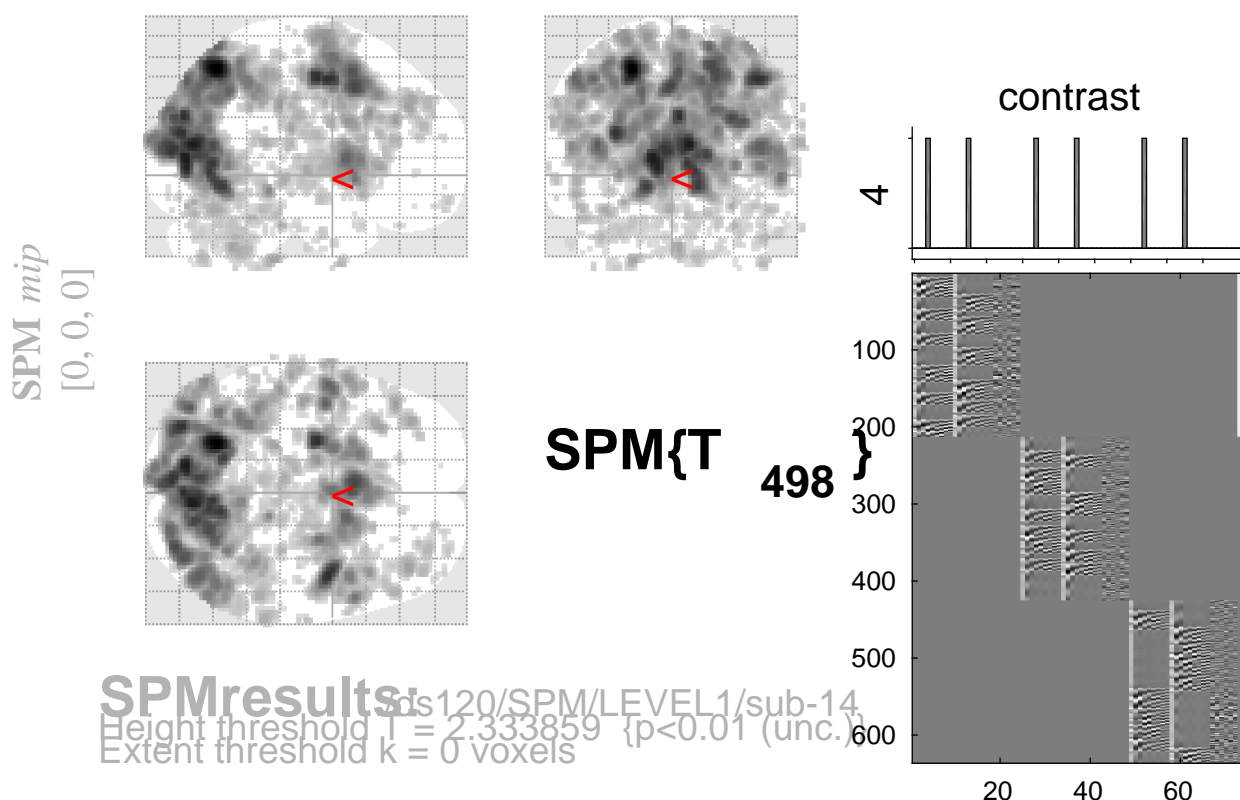 SPM mip
[0, 0, 0]
<
<
<
SPM{T 498 }
contrast
4
100
200
300
400
500
600
20 40 60
SPMresults: /ds120/SPM/LEVEL1/sub-14
Height threshold T = 2.333859 {p<0.01 (unc.)}
Extent threshold k = 0 voxels